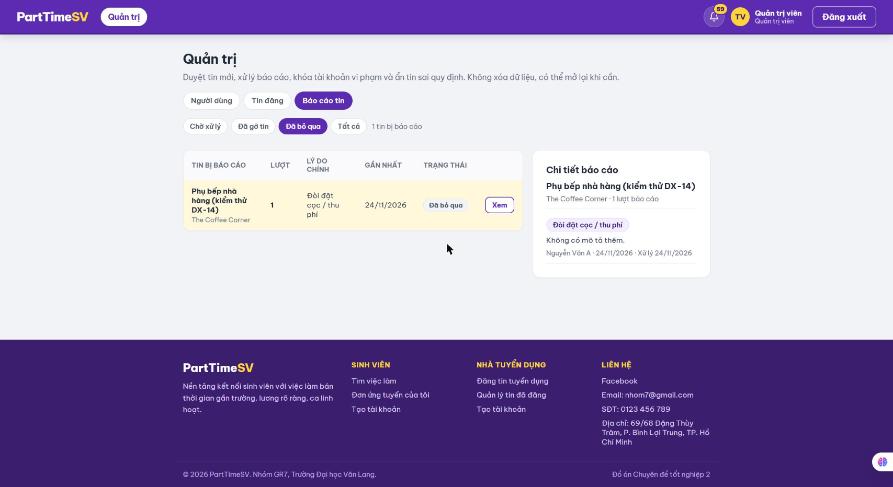 PartTimeSV
Quản trị
59
TV
Quản trị viên
Quản trị viên
Đăng xuất
Quản trị
Duyệt tin mới, xử lý báo cáo, khóa tài khoản vi phạm và ẩn tin sai quy định. Không xóa dữ liệu, có thể mở lại khi cần.
Người dùng
Tin đăng
Báo cáo tin
Chờ xử lý
Đã gỡ tin
Đã bỏ qua
Tất cả
1 tin bị báo cáo
TIN BỊ BÁO CÁO
LƯỢT
LÝ DO
CHÍNH
GẦN NHẤT
TRẠNG THÁI
Phụ bếp nhà
hàng (kiểm thử
DX-14)
The Coffee Corner
1
Đòi đặt
cọc / thu
phí
24/11/2026
Đã bỏ qua
Xem
Chi tiết báo cáo
Phụ bếp nhà hàng (kiểm thử DX-14)
The Coffee Corner · 1 lượt báo cáo
Đòi đặt cọc / thu phí
Không có mô tả thêm.
Nguyễn Văn A · 24/11/2026 · Xử lý 24/11/2026
PartTimeSV
Nền tảng kết nối sinh viên với việc làm bán
thời gian gần trường, lương rõ ràng, ca linh
hoạt.
SINH VIÊN
Tìm việc làm
Đơn ứng tuyển của tôi
Tạo tài khoản
NHÀ TUYỂN DỤNG
Đăng tin tuyển dụng
Quản lý tin đã đăng
Tạo tài khoản
LIÊN HỆ
Facebook
Email: nhom7@gmail.com
SĐT: 0123 456 789
Địa chỉ: 69/68 Đặng Thùy
Trâm, P. Bình Lợi Trung, TP. Hồ
Chí Minh
© 2026 PartTimeSV. Nhóm GR7, Trường Đại học Văn Lang.
Đồ án Chuyên đề tốt nghiệp 2